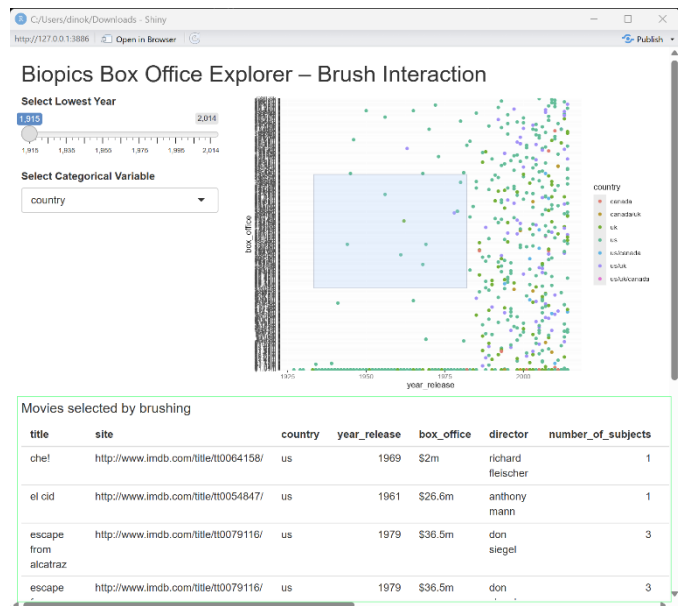 C:/Users/dinok/Downloads - Shiny
http://127.0.0.1:3886 Open in Browser Publish
Biopics Box Office Explorer – Brush Interaction
Select Lowest Year
1,915 2,014
1,915 1,935 1,955 1,975 1,995 2,014
Select Categorical Variable
country
box_office
1925 1950 1975 2000
year_release
country
canada
canada/uk
uk
us
us/canada
us/uk
us/uk/canada
Movies selected by brushing
title site country year_release box_office director number_of_subjects
che! http://www.imdb.com/title/tt0064158/ us 1969 $2m richard 1
fleischer
el cid http://www.imdb.com/title/tt0054847/ us 1961 $26.6m anthony 1
mann
escape http://www.imdb.com/title/tt0079116/ us 1979 $36.5m don 3
from siegel
alcatraz
escape http://www.imdb.com/title/tt0079116/ us 1979 $36.5m don 3